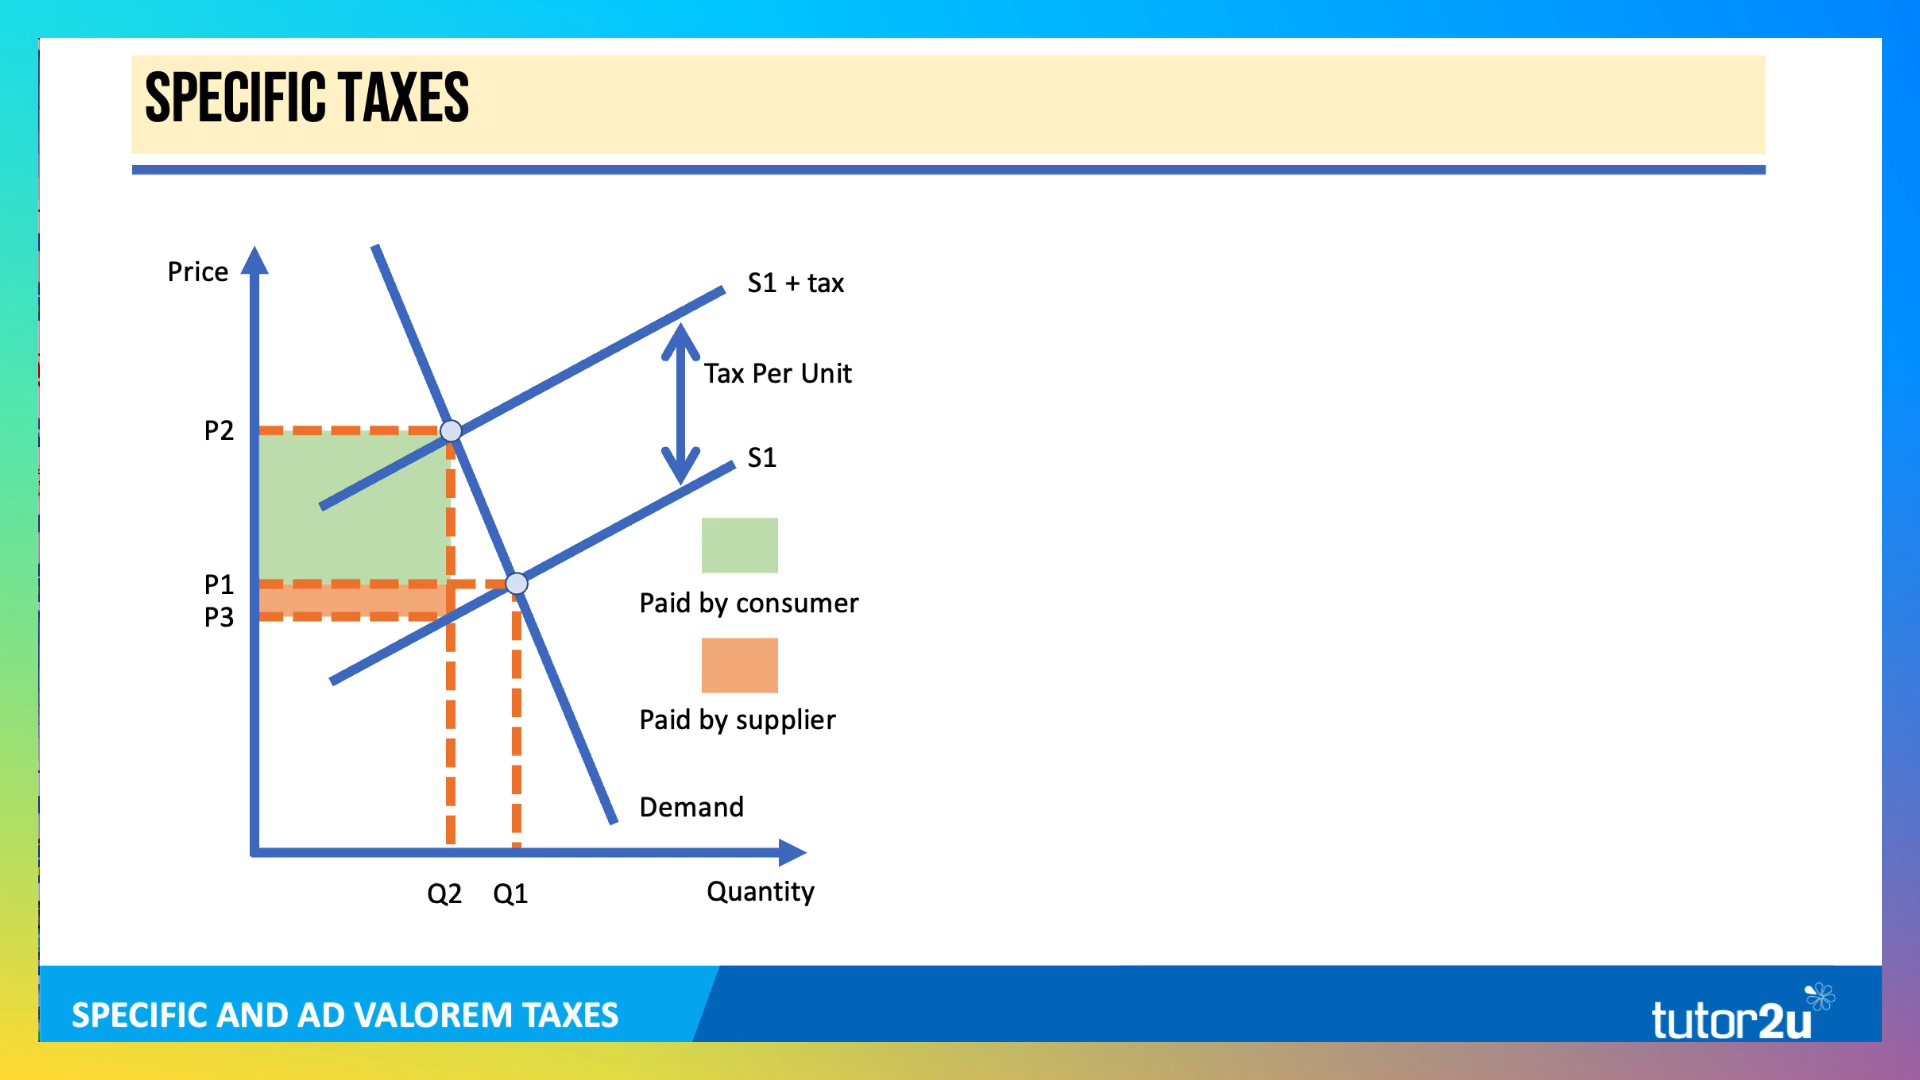 SPECIFIC TAXES
Price
S1 + tax
Tax Per Unit
P2
S1
P1
Paid by consumer
P3
Paid by supplier
Demand
Q2
Q1
Quantity
SPECIFIC AND AD VALOREM TAXES
tutor2u